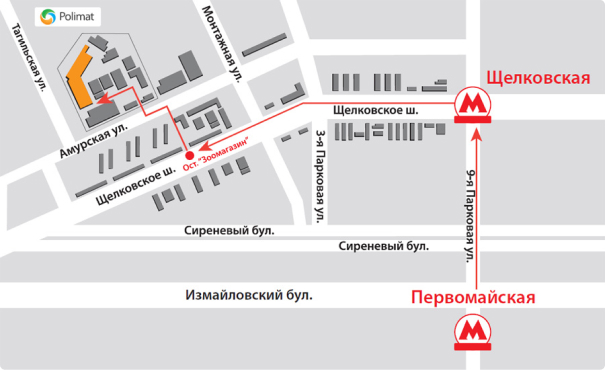 Polimat
Тагильская ул.
Монтажная ул.
Щелковская
Щелковское ш.
Амурская ул.
Ост. "Зоомагазин"
3-я Парковая ул.
Щелковское ш.
9-я Парковая ул.
Сиреневый бул.
Сиреневый бул.
Измайловский бул.
Первомайская